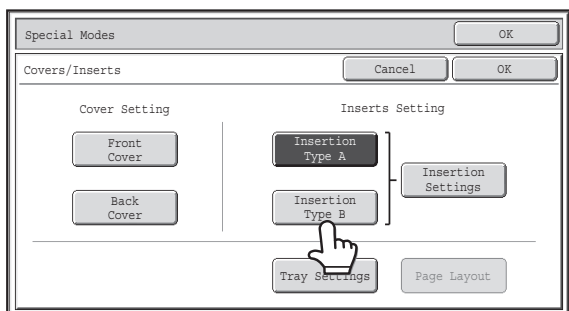 Special Modes
OK
Covers/Inserts
Cancel
OK
Cover Setting
Inserts Setting
Front
Cover
Insertion
Type A
Insertion
Settings
Back
Cover
Insertion
Type B
Tray Settings
Page Layout